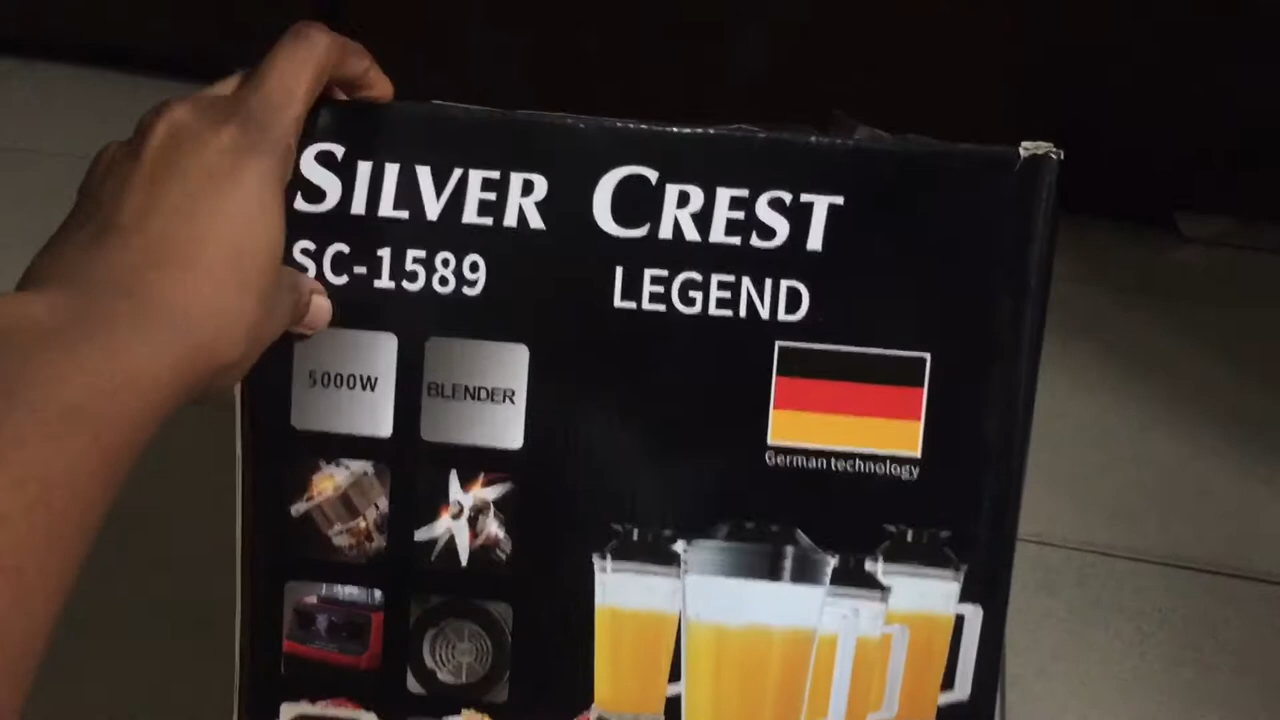 SILVER CREST
SC-1589 LEGEND
5000W
BLENDER
German technology